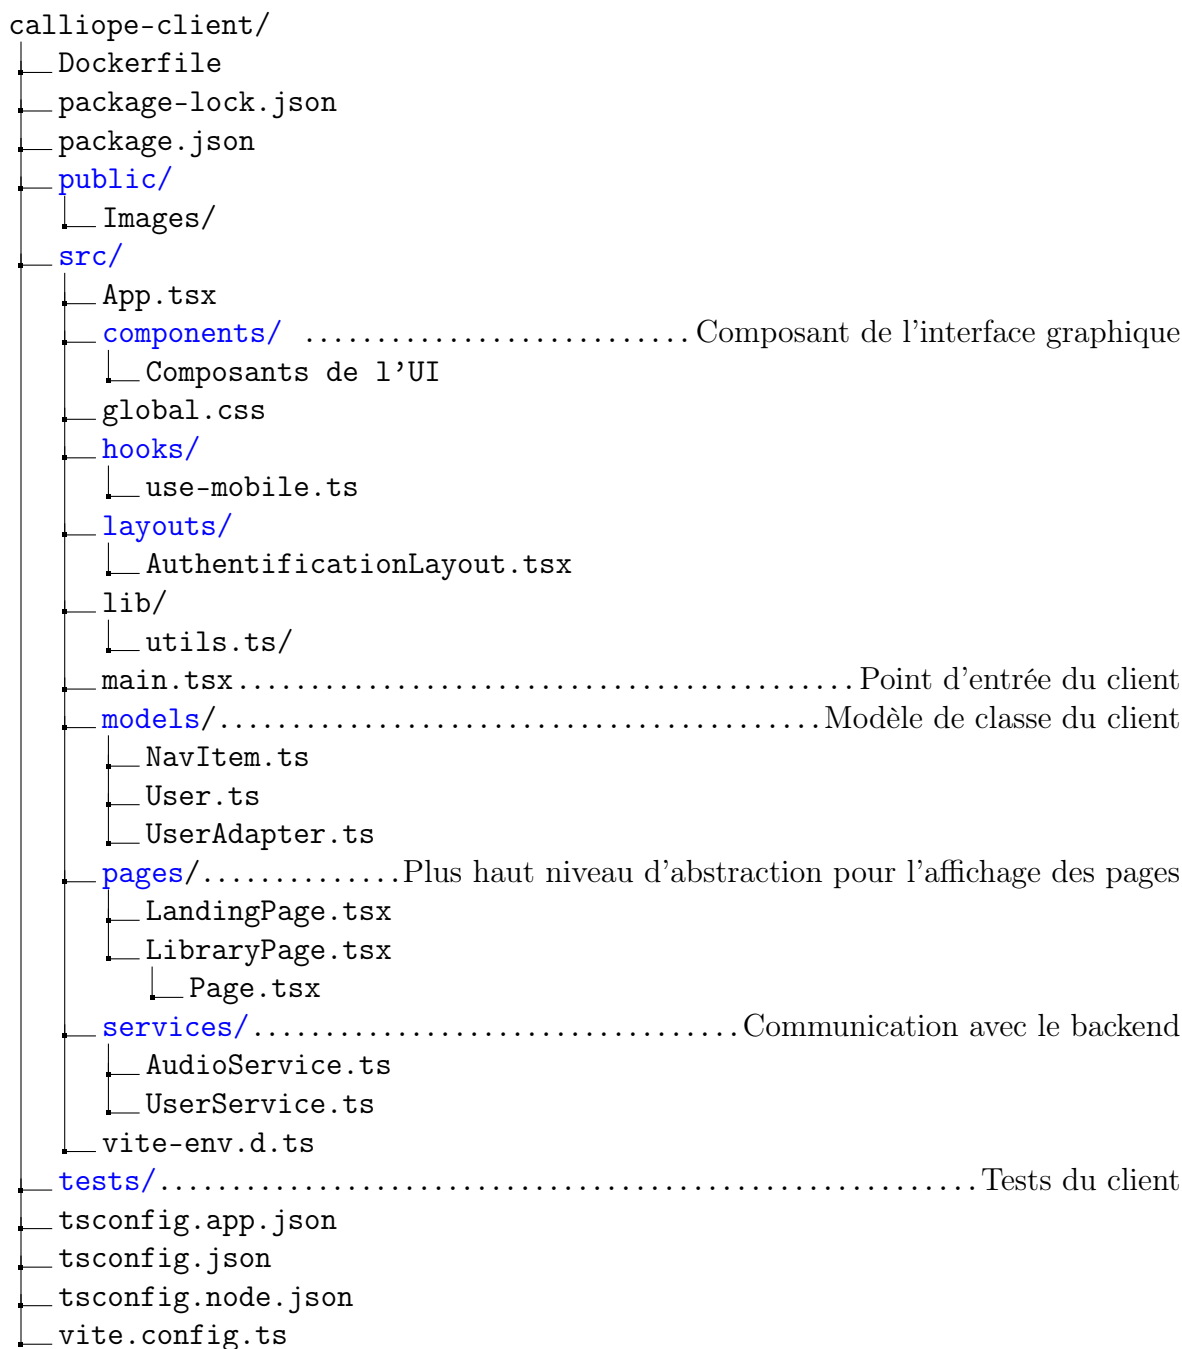 calliope-client/
Dockerfile
package-lock.json
package.json
public/
Images/
src/
App.tsx
components/ ........................... Composant de l'interface graphique
Composants de l'UI
global.css
hooks/
use-mobile.ts
layouts/
AuthentificationLayout.tsx
lib/
utils.ts/
main.tsx........................................... Point d'entrée du client
models/.......................................... Modèle de classe du client
NavItem.ts
User.ts
UserAdapter.ts
pages/..............Plus haut niveau d'abstraction pour l'affichage des pages
LandingPage.tsx
LibraryPage.tsx
Page.tsx
services/.................................. Communication avec le backend
AudioService.ts
UserService.ts
vite-env.d.ts
tests/......................................................... Tests du client
tsconfig.app.json
tsconfig.json
tsconfig.node.json
vite.config.ts